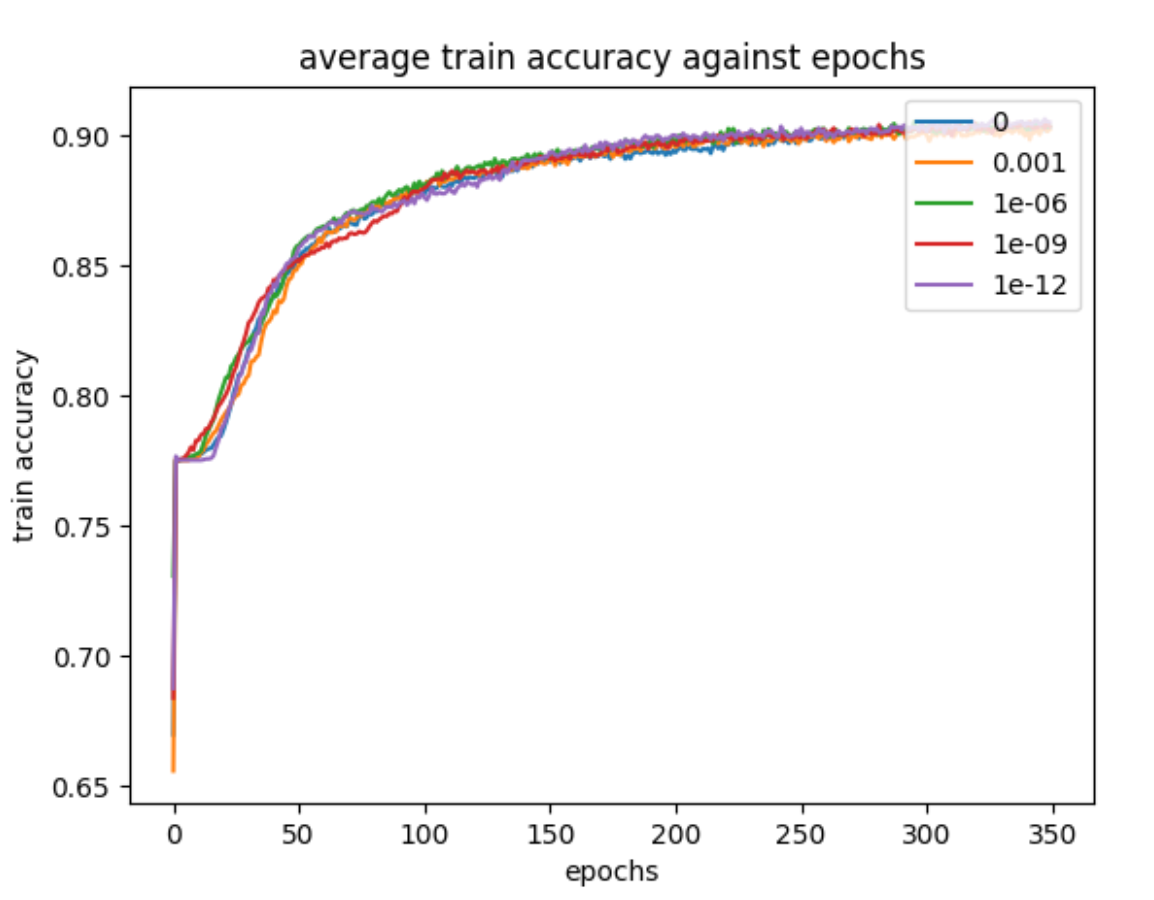 average train accuracy against epochs
0.90
0.85
0.80
0.75
0.70
0.65
train accuracy
0
0.001
1e-06
1e-09
1e-12
0 50 100 150 200 250 300 350
epochs